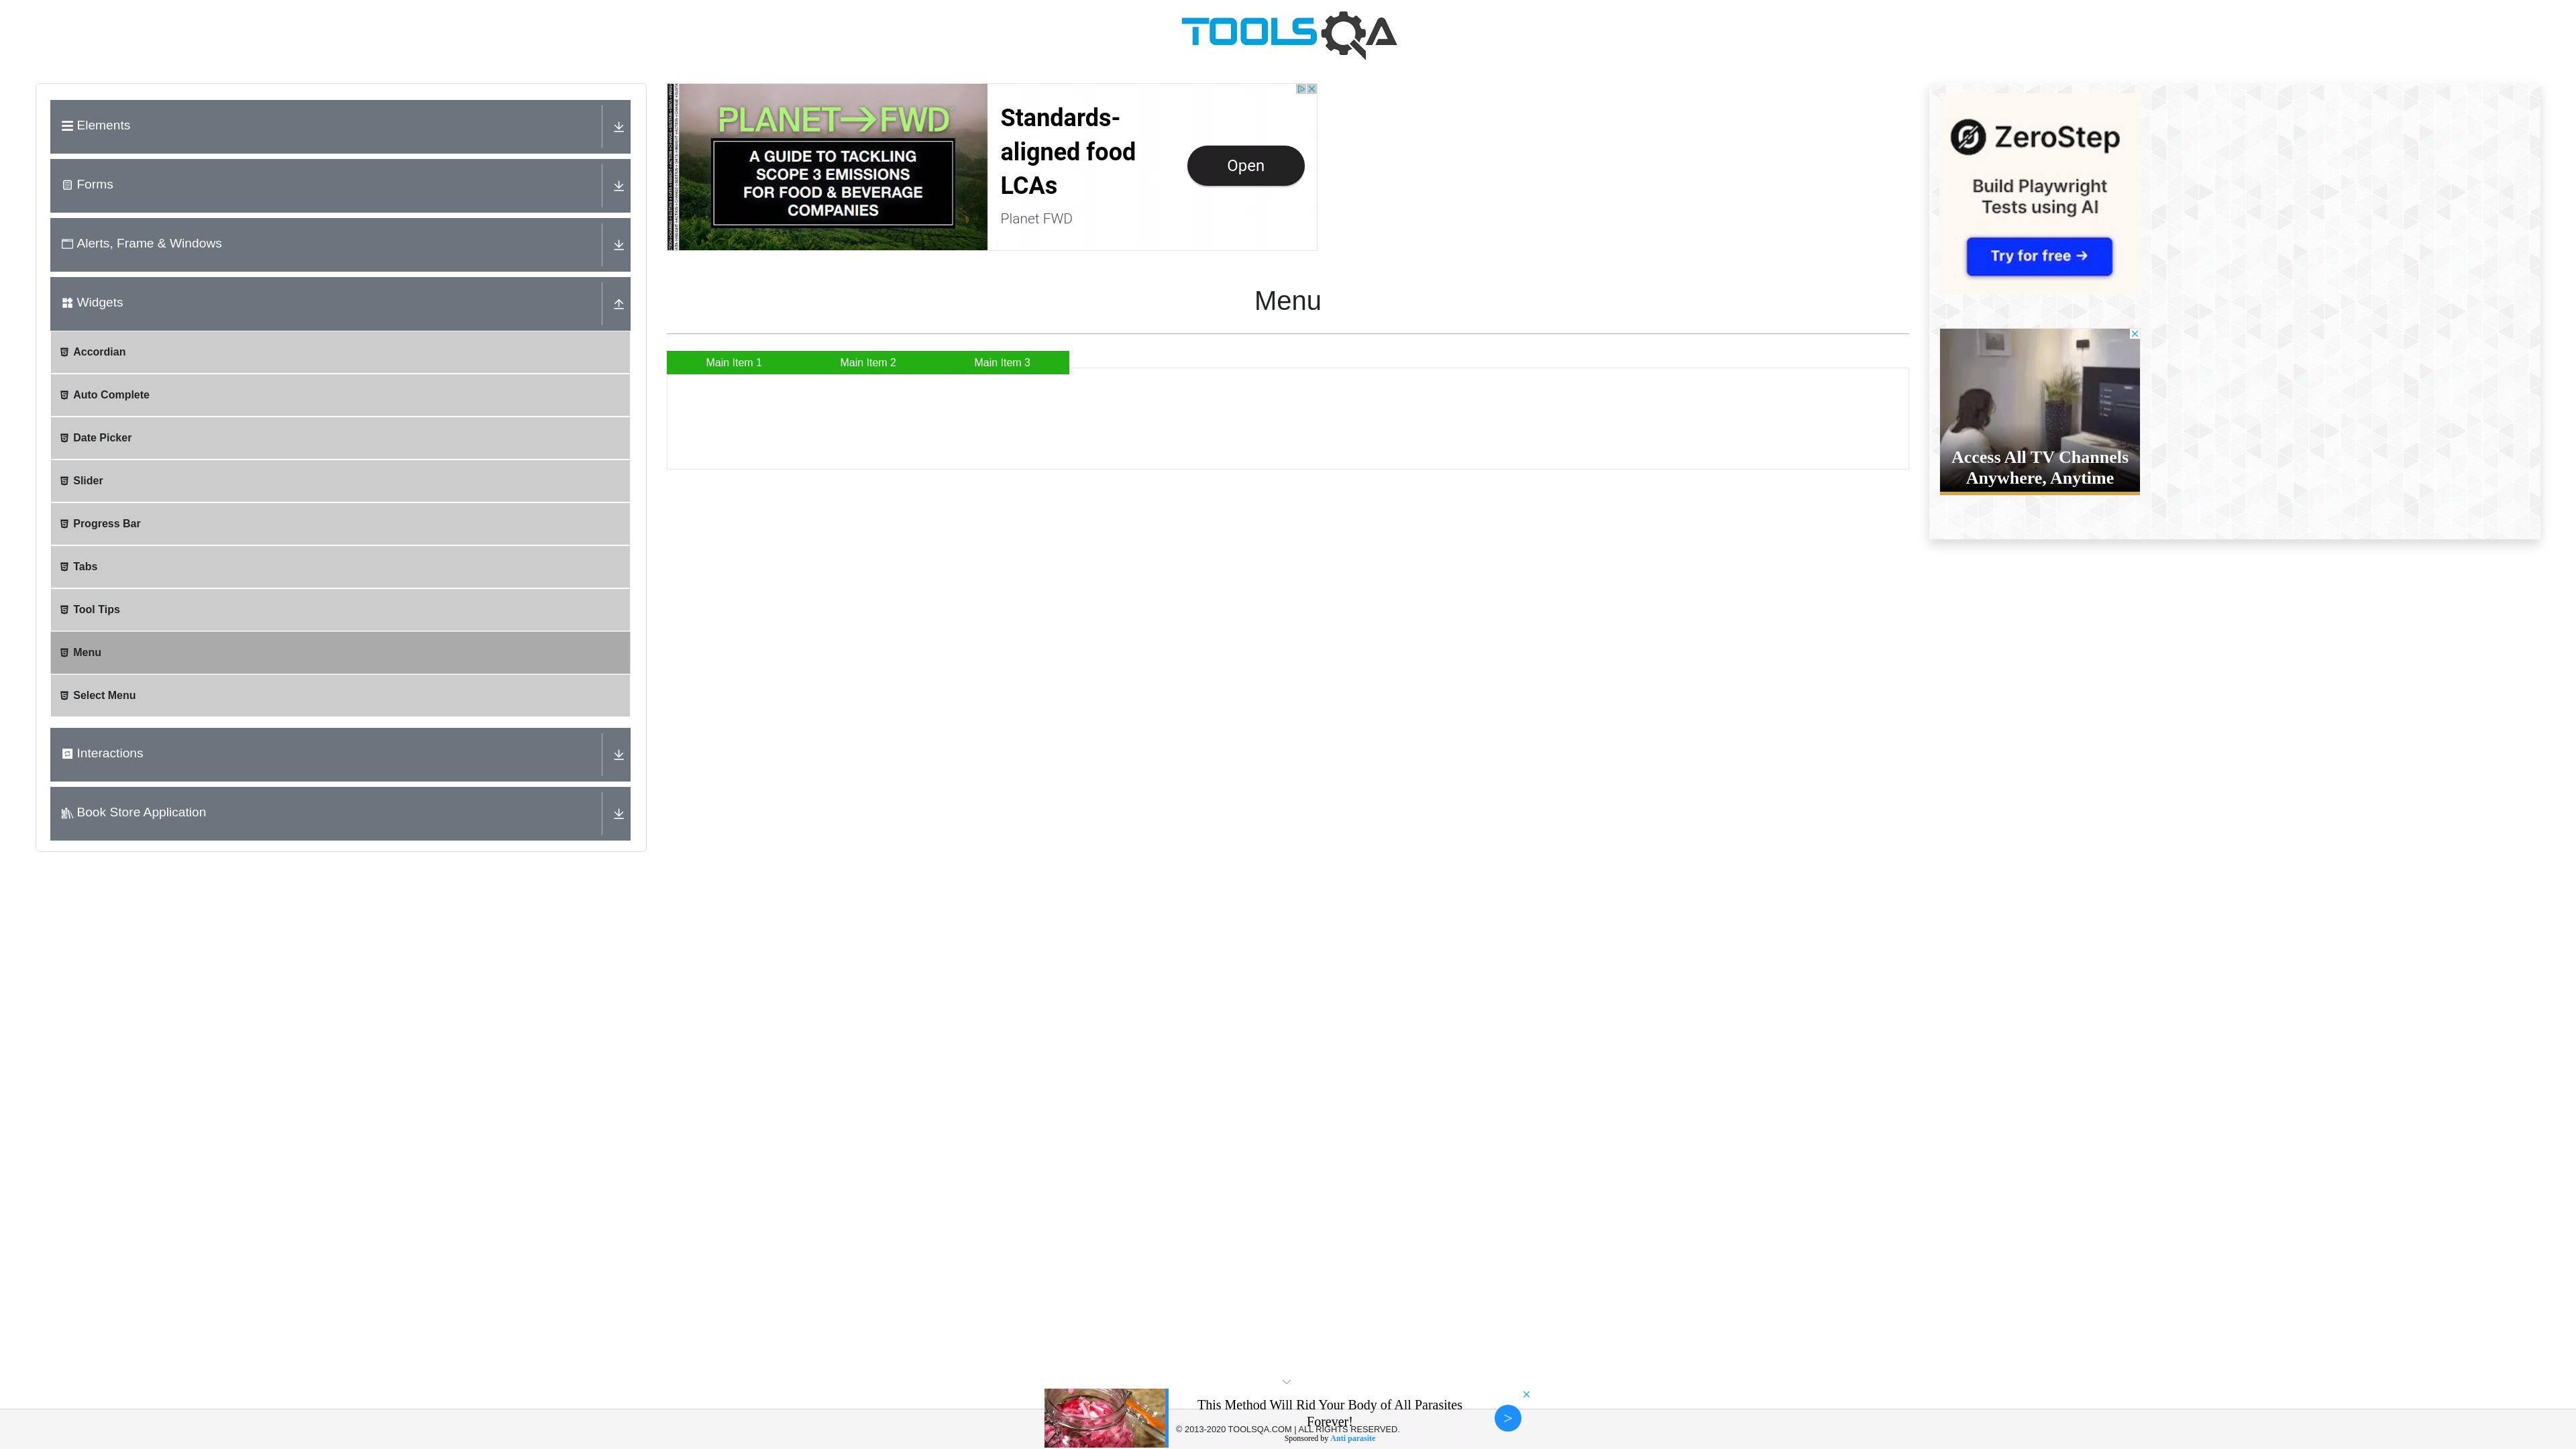 TOOLSQA
Elements
Forms
Alerts, Frame & Windows
Widgets
Accordian
Auto Complete
Date Picker
Slider
Progress Bar
Tabs
Tool Tips
Menu
Select Menu
Interactions
Book Store Application
PLANET→FWD
A GUIDE TO TACKLING
SCOPE 3 EMISSIONS
FOR FOOD & BEVERAGE
COMPANIES
Standards-
aligned food
LCAs
Planet FWD
Open
Menu
Main Item 1 Main Item 2 Main Item 3
ZeroStep
Build Playwright
Tests using AI
Try for free →
Access All TV Channels
Anywhere, Anytime
This Method Will Rid Your Body of All Parasites
Forever!
© 2013-2020 TOOLSQA.COM | ALL RIGHTS RESERVED.
Sponsored by Anti parasite
>